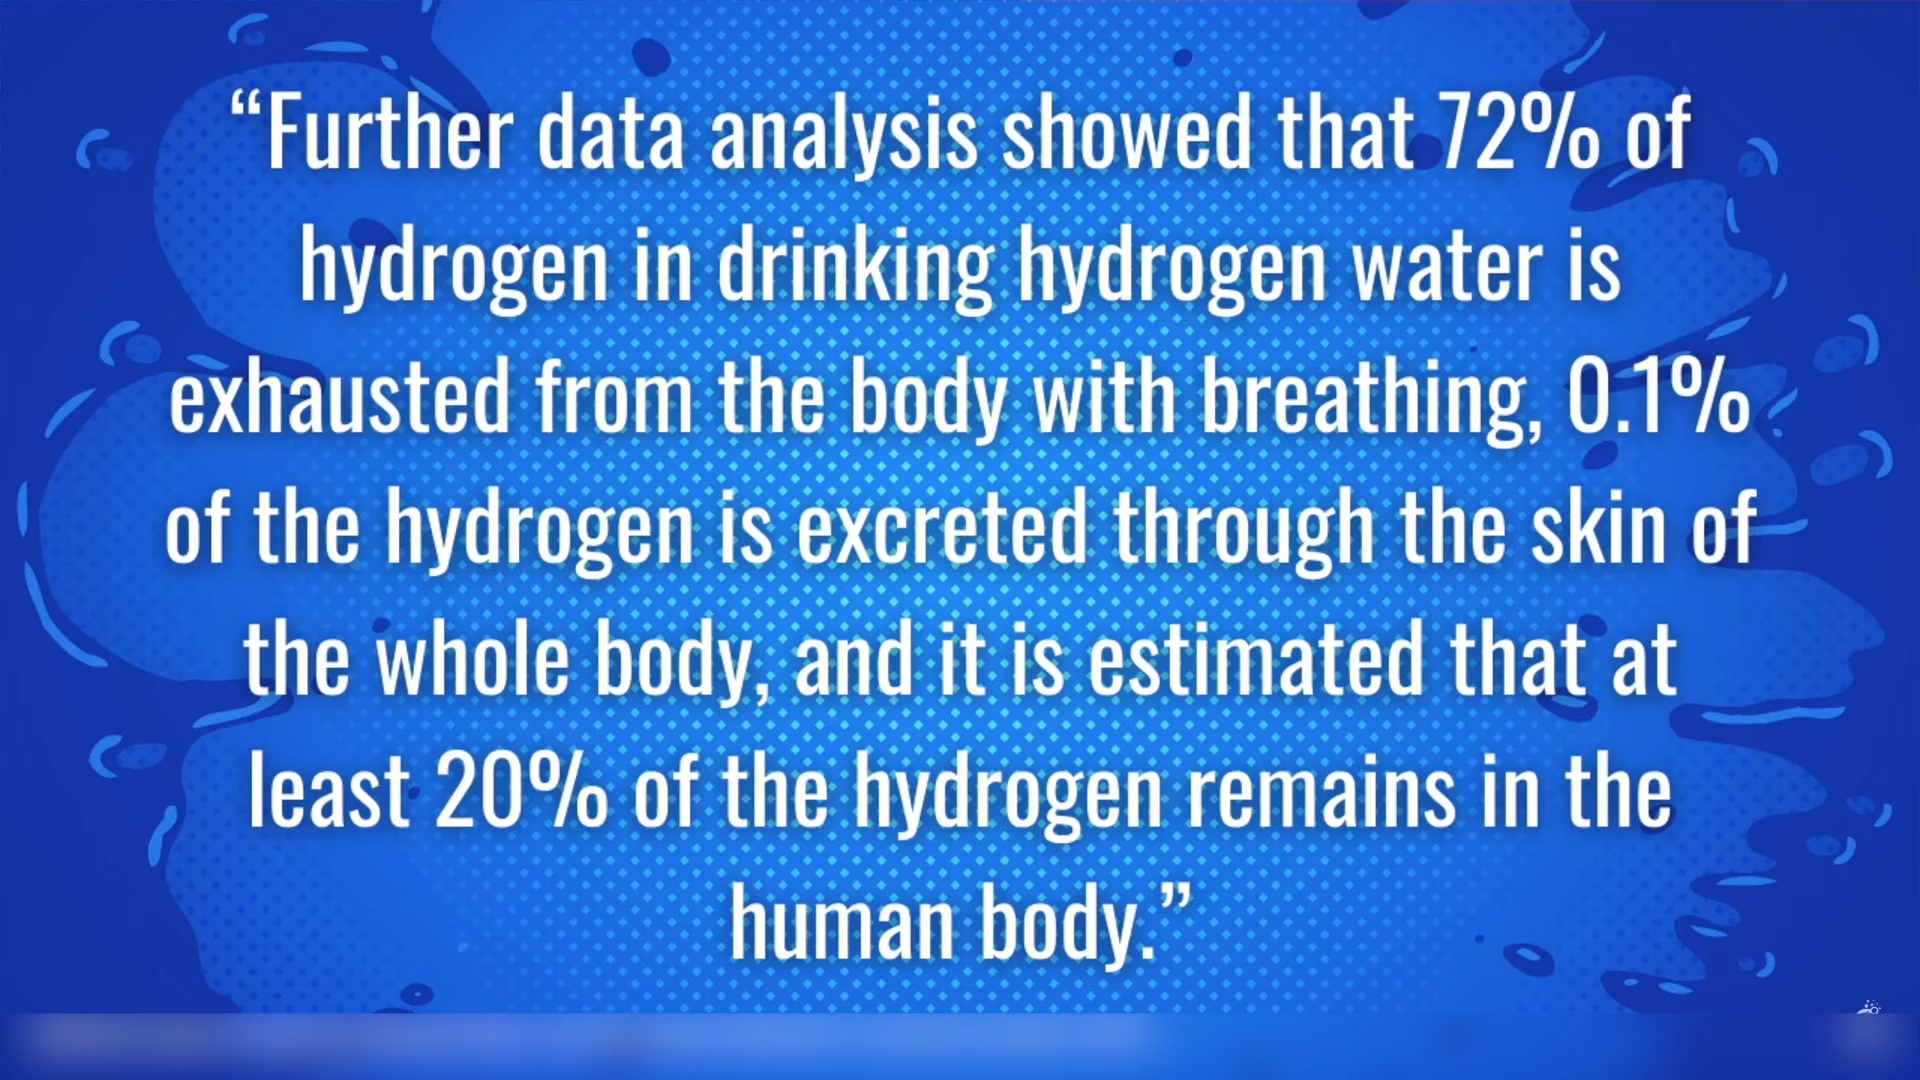 “Further data analysis showed that 72% of
hydrogen in drinking hydrogen water is
exhausted from the body with breathing, 0.1%
of the hydrogen is excreted through the skin of
the whole body, and it is estimated that at
least 20% of the hydrogen remains in the
human body.”